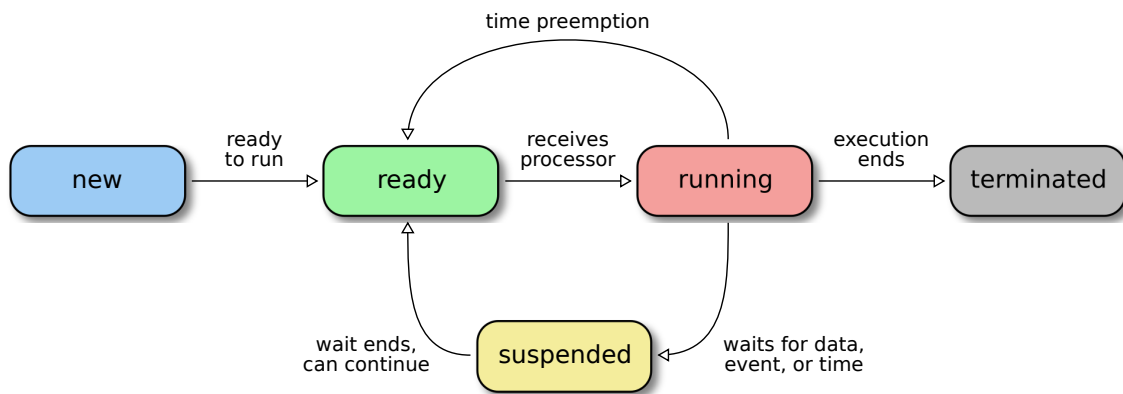 time preemption
new
ready
to run
ready
receives
processor
running
execution
ends
terminated
wait ends,
can continue
suspended
waits for data,
event, or time